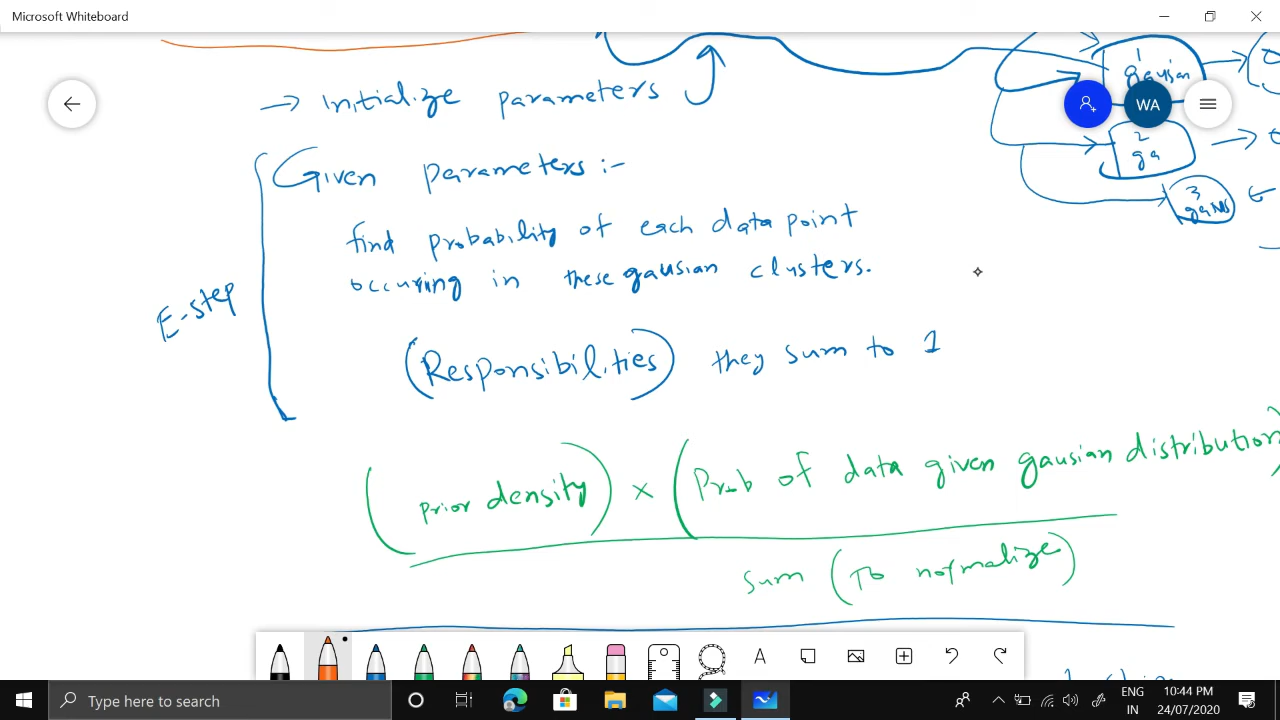 Microsoft Whiteboard
→ Initialize parameters
1
gausian
WA
2
ga
3
gaus
Given parameters :-
find probability of each data point
occuring in these gausian clusters.
E-step
(Responsibilities) they sum to 1
(prior density) × (Prob of data given gausian distribution)
sum (To normalize)
Type here to search
ENG
IN
10:44 PM
24/07/2020